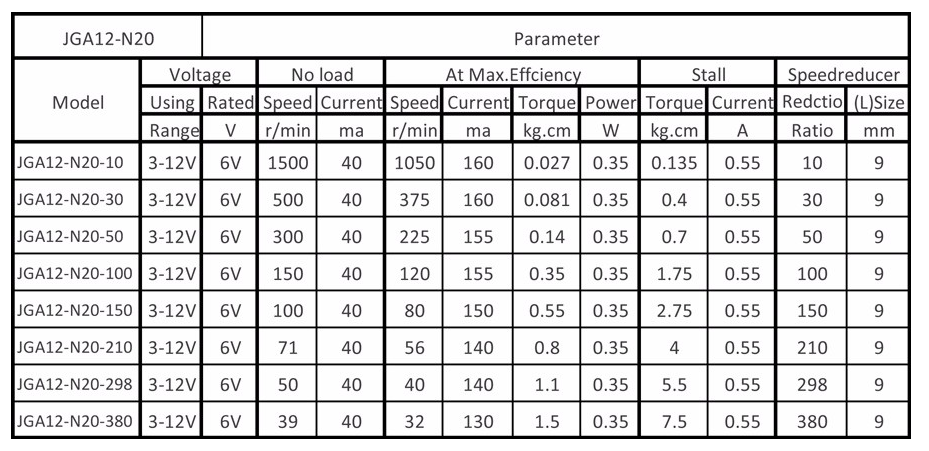 JGA12-N20 Parameter
Model Voltage No load At Max.Effciency Stall Speedreducer
Using Rated Speed Current Speed Current Torque Power Torque Current Redctio (L)Size
Range V r/min ma r/min ma kg.cm W kg.cm A Ratio mm
JGA12-N20-10 3-12V 6V 1500 40 1050 160 0.027 0.35 0.135 0.55 10 9
JGA12-N20-30 3-12V 6V 500 40 375 160 0.081 0.35 0.4 0.55 30 9
JGA12-N20-50 3-12V 6V 300 40 225 155 0.14 0.35 0.7 0.55 50 9
JGA12-N20-100 3-12V 6V 150 40 120 155 0.35 0.35 1.75 0.55 100 9
JGA12-N20-150 3-12V 6V 100 40 80 150 0.55 0.35 2.75 0.55 150 9
JGA12-N20-210 3-12V 6V 71 40 56 140 0.8 0.35 4 0.55 210 9
JGA12-N20-298 3-12V 6V 50 40 40 140 1.1 0.35 5.5 0.55 298 9
JGA12-N20-380 3-12V 6V 39 40 32 130 1.5 0.35 7.5 0.55 380 9